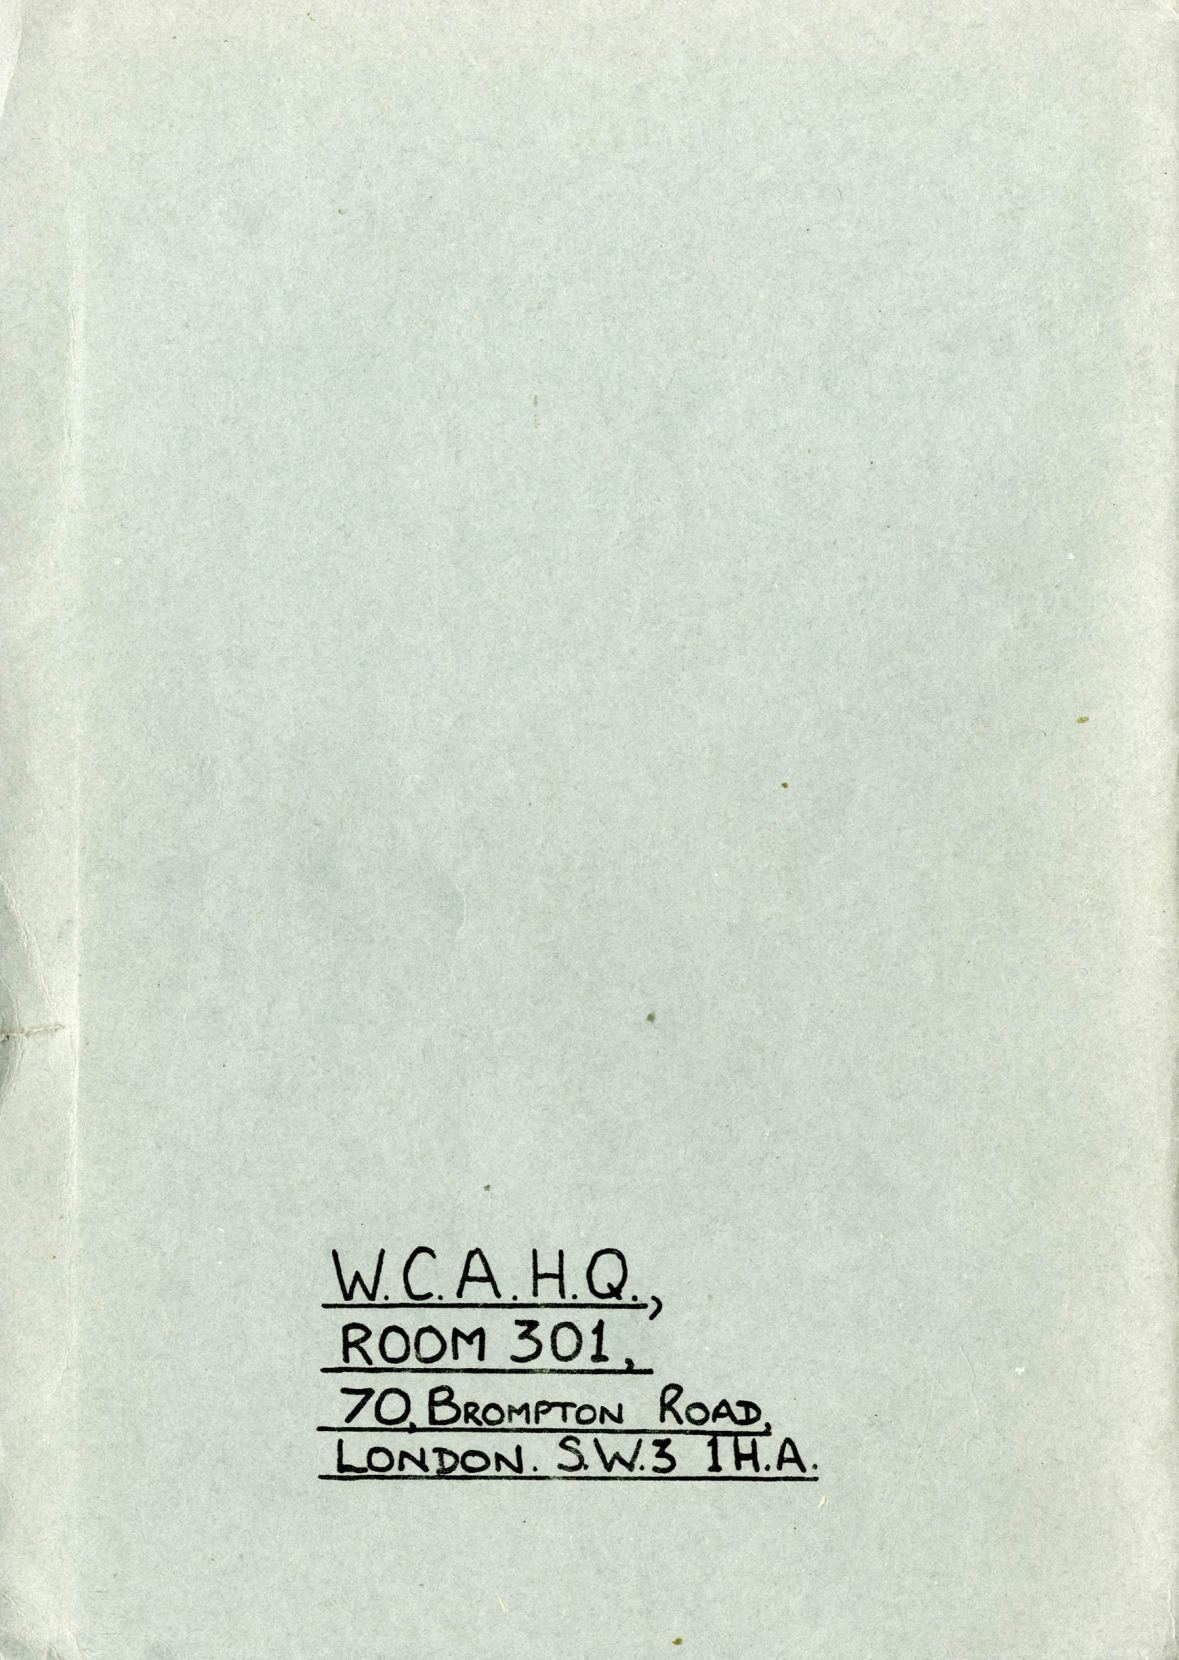 W.C.A.H.Q.,
ROOM 301,
70, BROMPTON ROAD,
LONDON. S.W.3 1H.A.